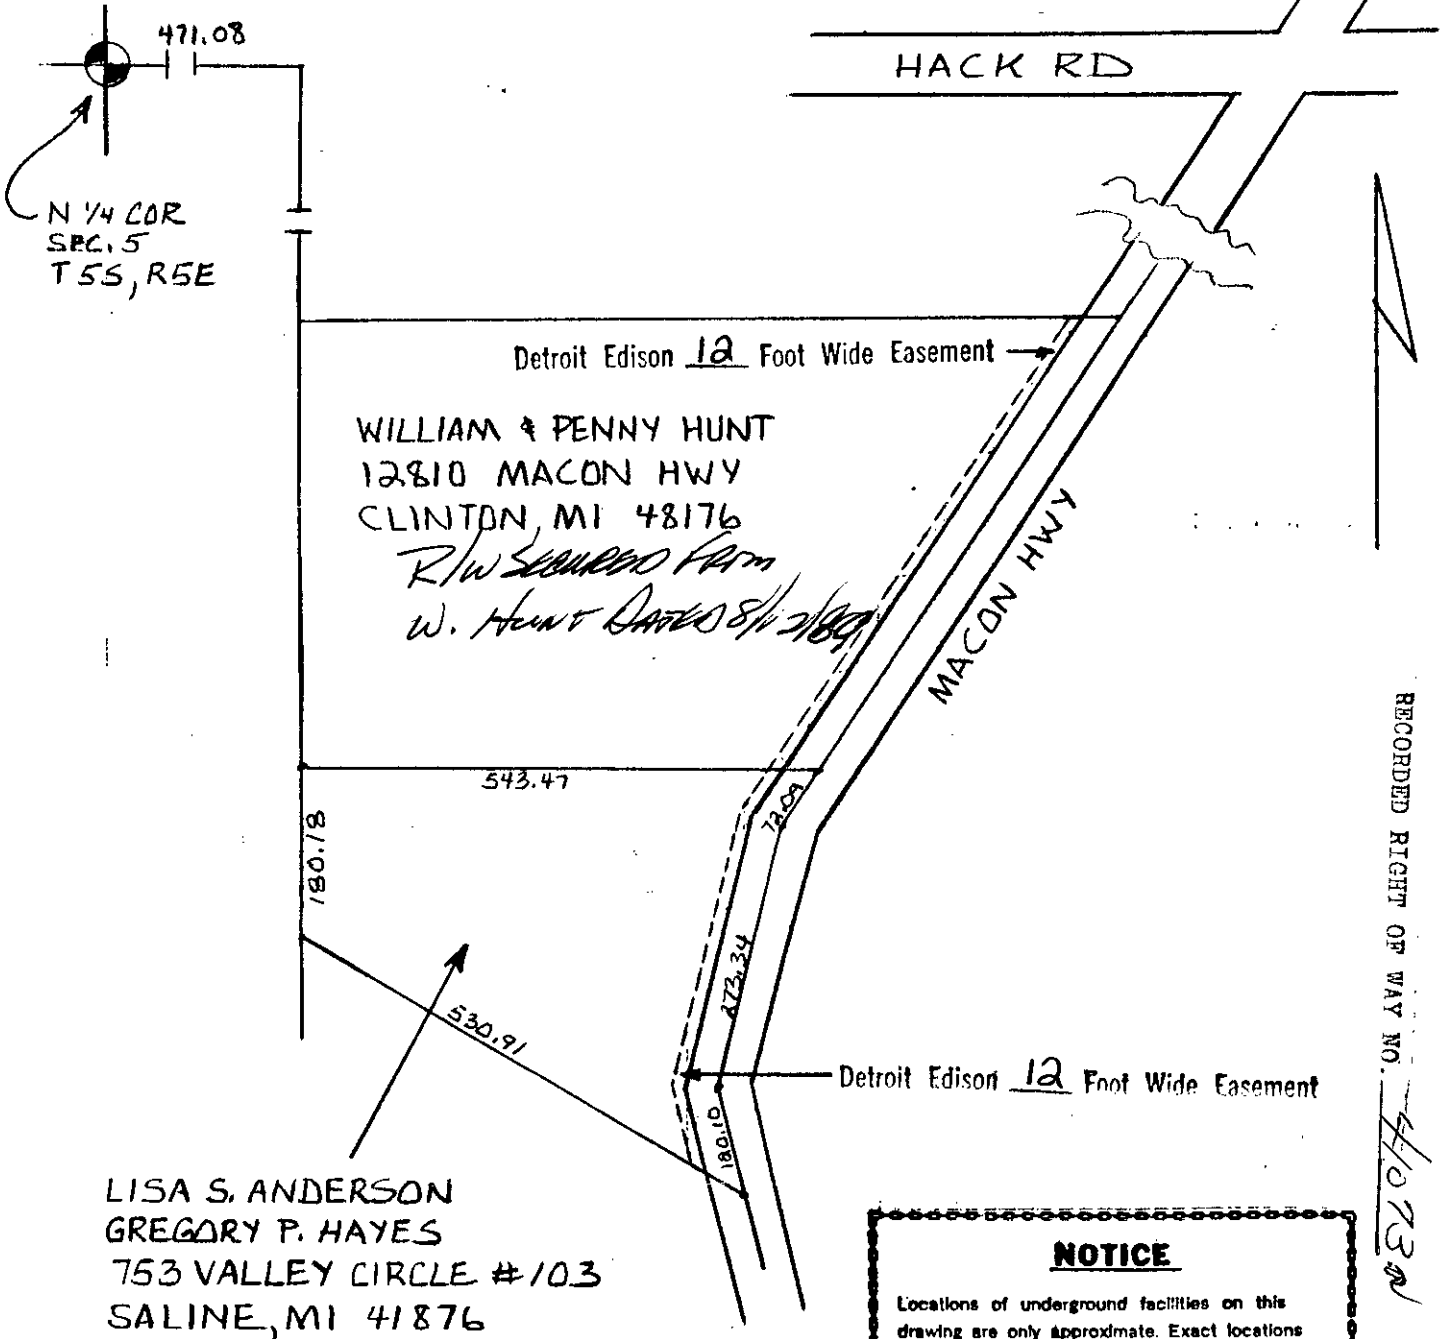 471.08
HACK RD
N 1/4 COR
SEC. 5
T5S, R5E
Detroit Edison 12 Foot Wide Easement
WILLIAM & PENNY HUNT
12810 MACON HWY
CLINTON, MI 48176
R/W SECURED FROM
W. HUNT DATED 8/12/89
MACON HWY
543.47
72.09
180.18
273.34
530.91
Detroit Edison 12 Foot Wide Easement
180.10
LISA S. ANDERSON
GREGORY P. HAYES
753 VALLEY CIRCLE #103
SALINE, MI 41876
RECORDED RIGHT OF WAY NO.
NOTICE
Locations of underground facilities on this
drawing are only approximate. Exact locations